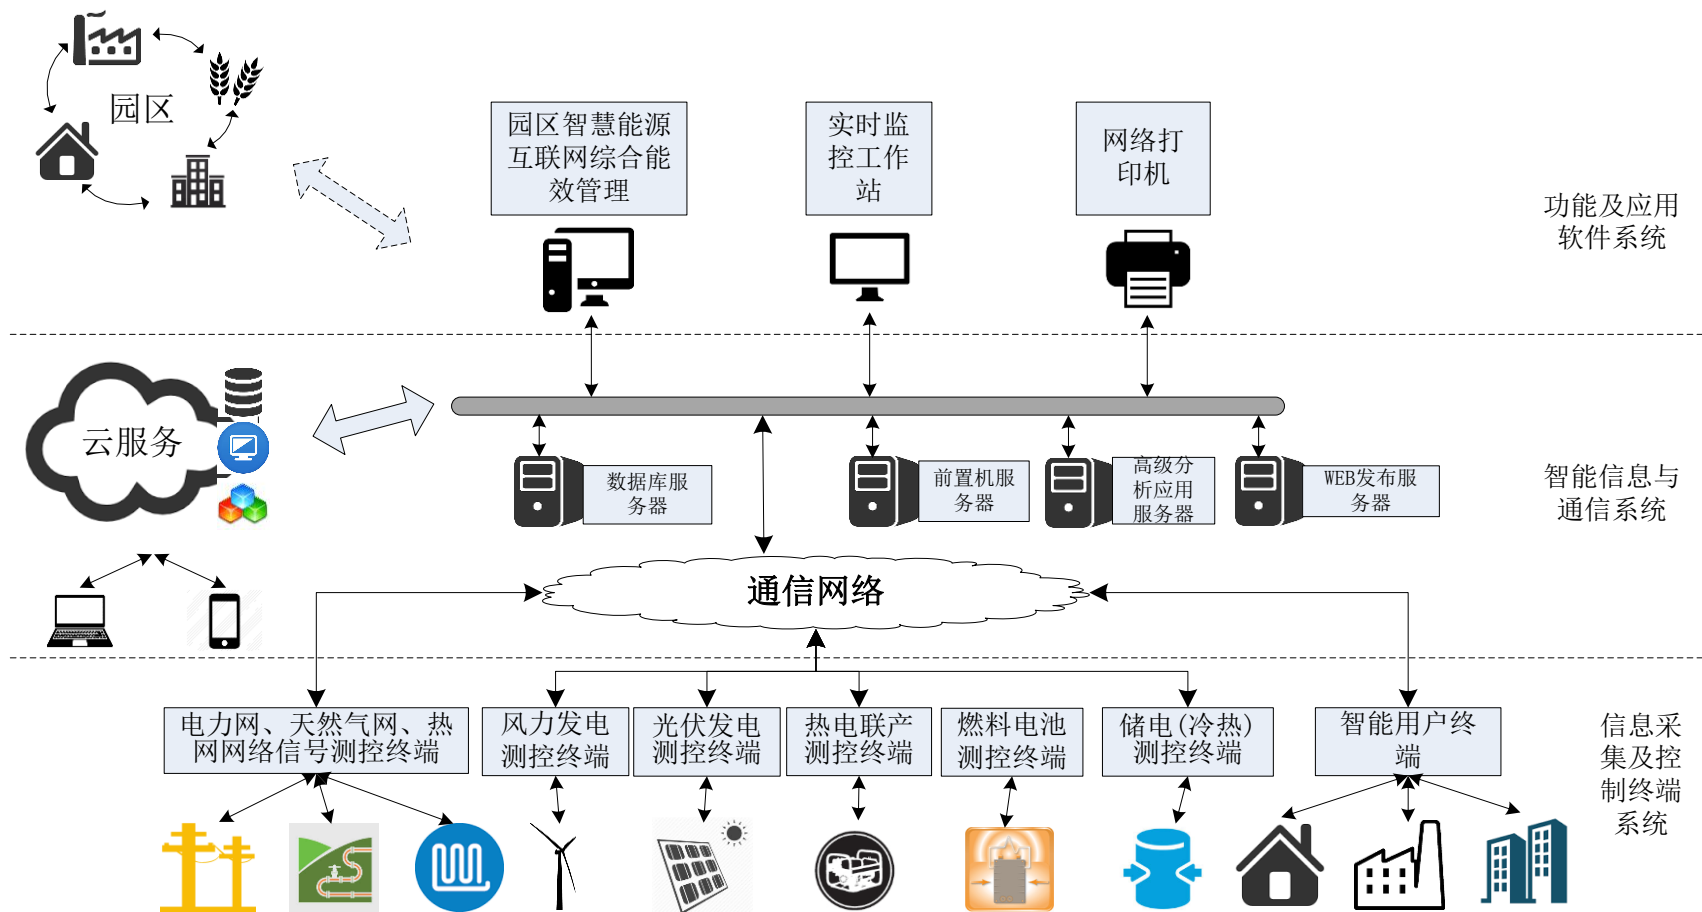 园区
园区智慧能源
互联网综合能
效管理
实时监
控工作
站
网络打
印机
功能及应用
软件系统
云服务
数据库服
务器
前置机服
务器
高级分
析应用
服务器
WEB发布服
务器
智能信息与
通信系统
通信网络
电力网、天然气网、热
网网络信号测控终端
风力发电
测控终端
光伏发电
测控终端
热电联产
测控终端
燃料电池
测控终端
储电(冷热)
测控终端
智能用户终
端
信息采
集及控
制终端
系统